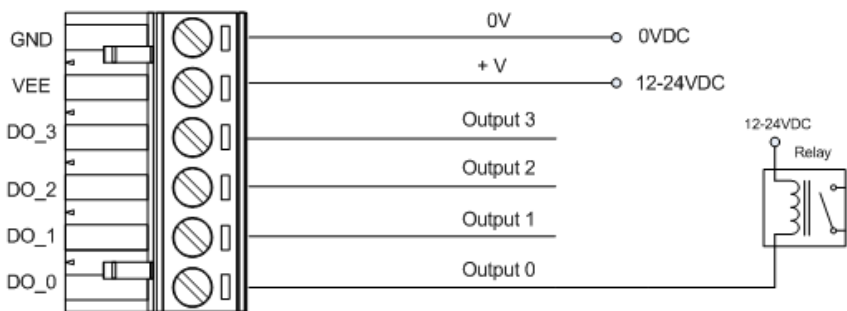 GND 0V 0VDC
VEE + V 12-24VDC
DO_3 Output 3
12-24VDC
Relay
DO_2 Output 2
DO_1 Output 1
DO_0 Output 0